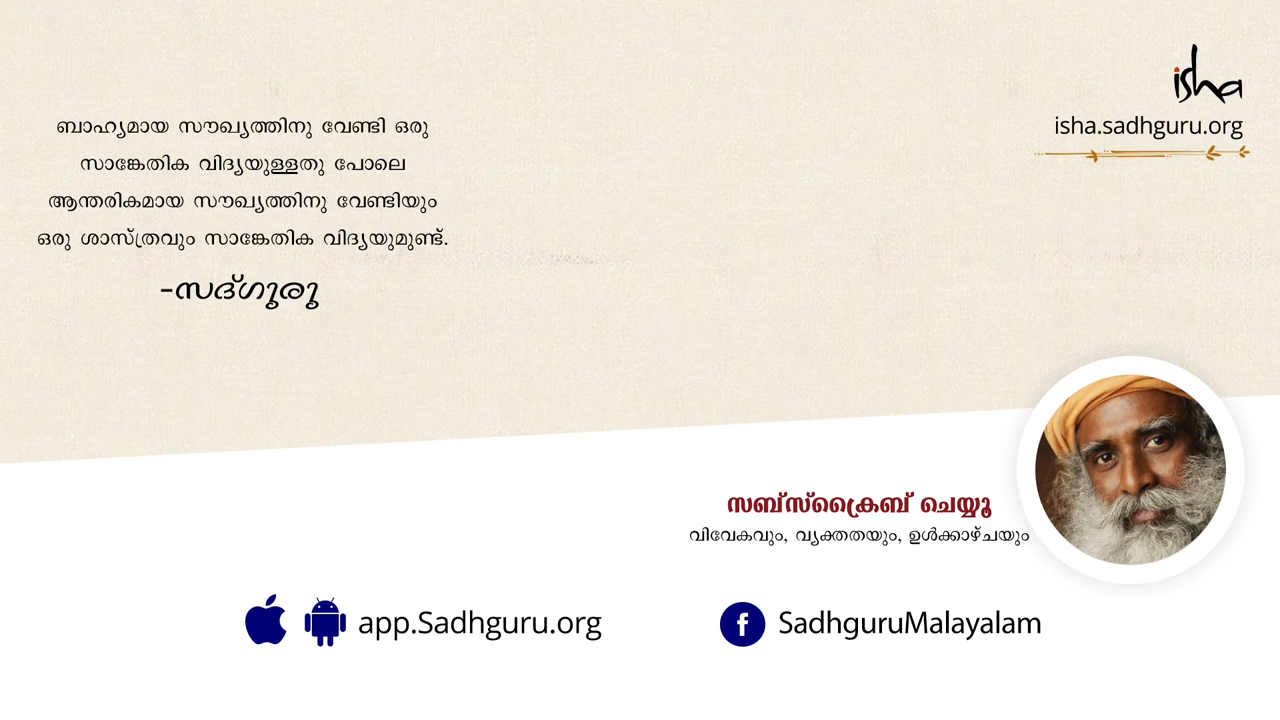 isha
isha.sadhguru.org
ബാഹ്യമായ സൗഖ്യത്തിനു വേണ്ടി ഒരു
സാങ്കേതിക വിദ്യയുള്ളതു പോലെ
ആന്തരികമായ സൗഖ്യത്തിനു വേണ്ടിയും
ഒരു ശാസ്ത്രവും സാങ്കേതിക വിദ്യയുമുണ്ട്.
-സദ്ഗുരു
സബ്സ്ക്രൈബ് ചെയ്യൂ
വിവേകവും, വ്യക്തതയും, ഉൾക്കാഴ്ചയും
app.Sadhguru.org
SadhguruMalayalam